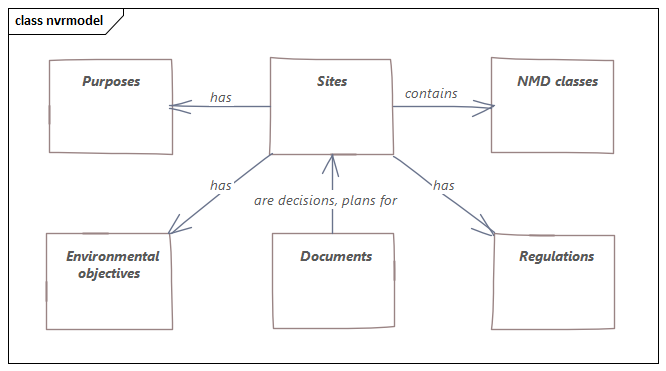 class nvrmodel
Purposes
Sites
NMD classes
has
contains
has
has
are decisions, plans for
Environmental
objectives
Documents
Regulations